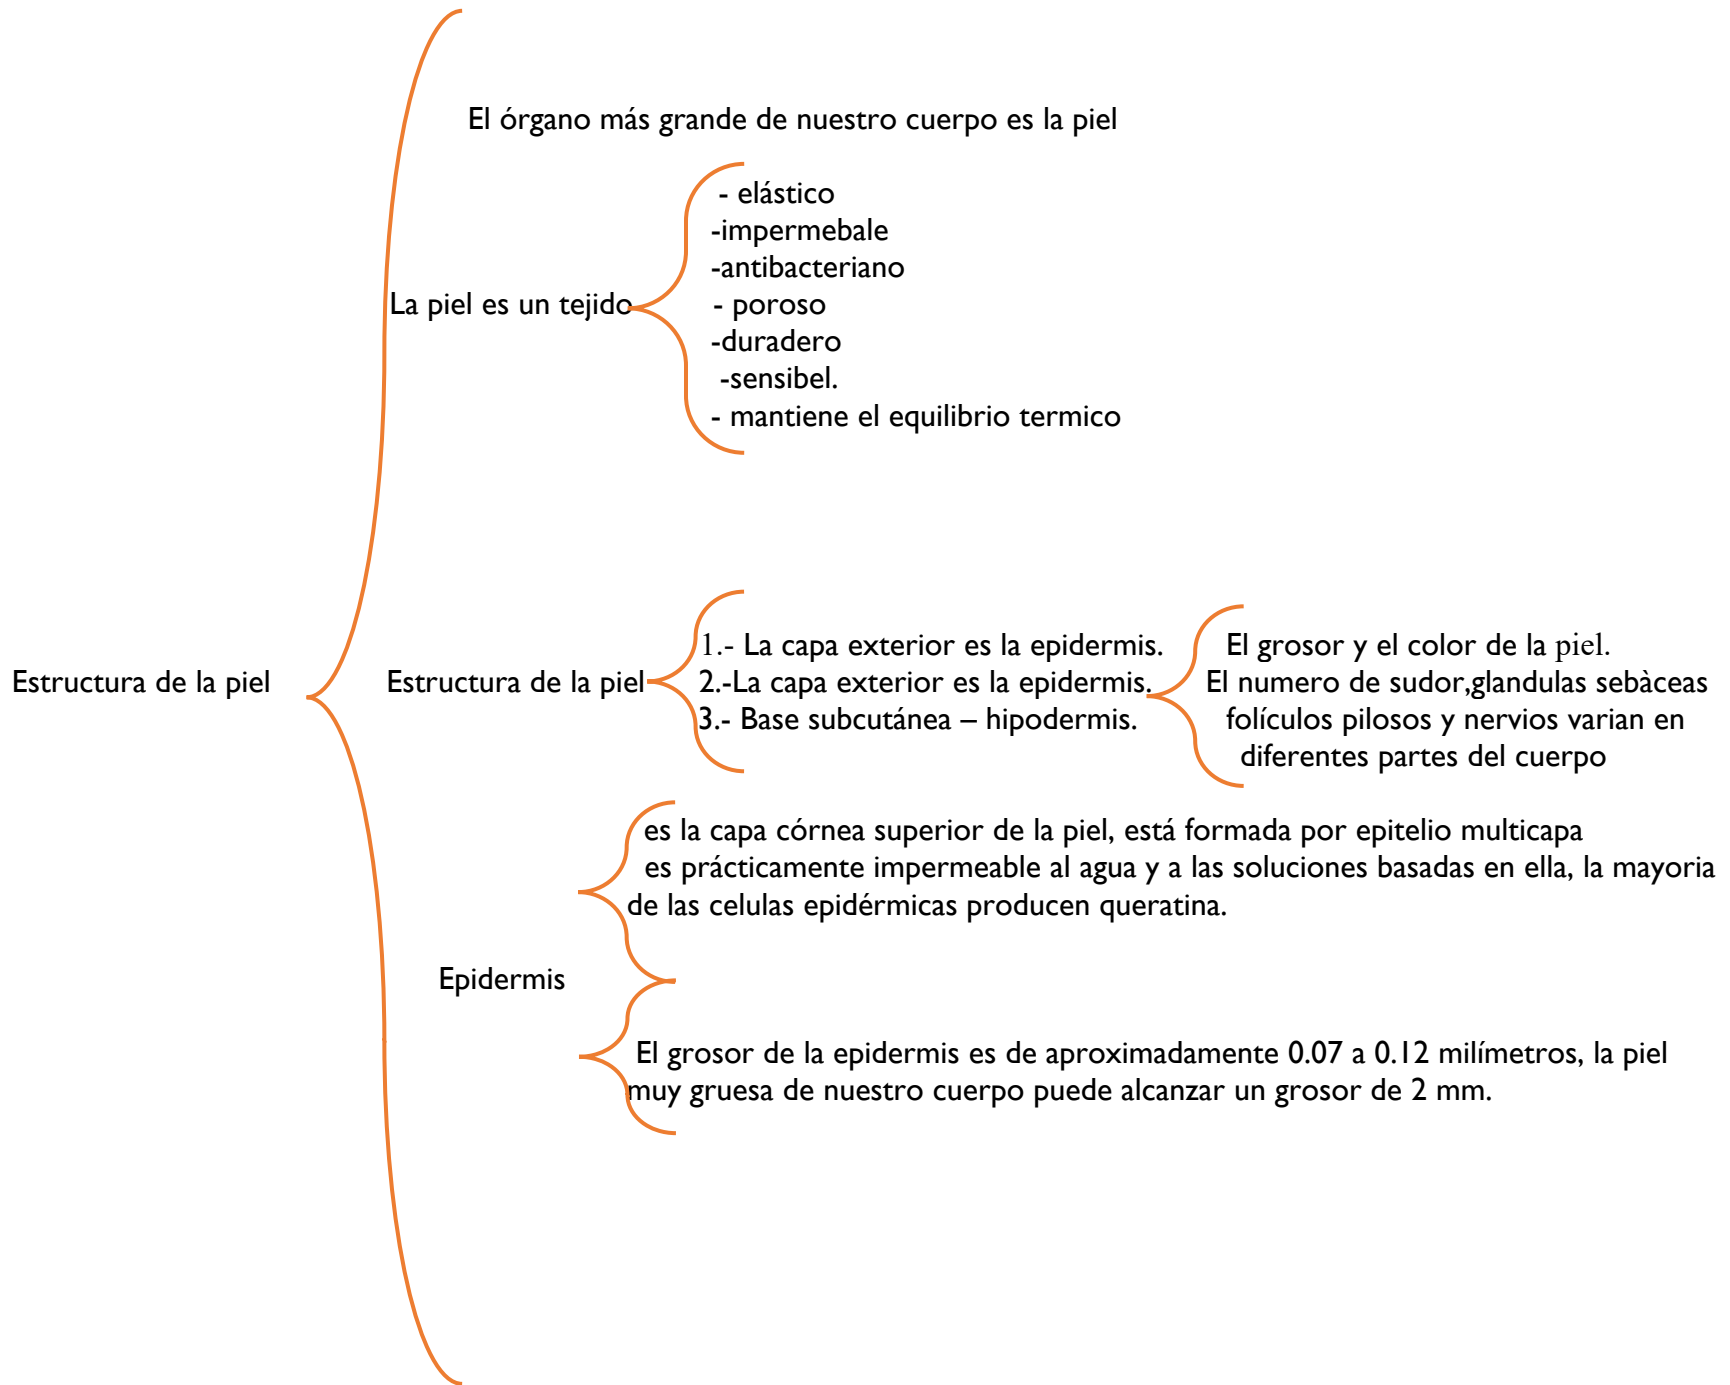 El órgano más grande de nuestro cuerpo es la piel
- elástico
-impermebale
-antibacteriano
La piel es un tejido
- poroso
-duradero
-sensibel.
- mantiene el equilibrio termico
Estructura de la piel
Estructura de la piel
1.- La capa exterior es la epidermis.
2.-La capa exterior es la epidermis.
3.- Base subcutánea – hipodermis.
El grosor y el color de la piel.
El numero de sudor,glandulas sebàceas
folículos pilosos y nervios varian en
diferentes partes del cuerpo
es la capa córnea superior de la piel, está formada por epitelio multicapa
es prácticamente impermeable al agua y a las soluciones basadas en ella, la mayoria
de las celulas epidérmicas producen queratina.
Epidermis
El grosor de la epidermis es de aproximadamente 0.07 a 0.12 milímetros, la piel
muy gruesa de nuestro cuerpo puede alcanzar un grosor de 2 mm.